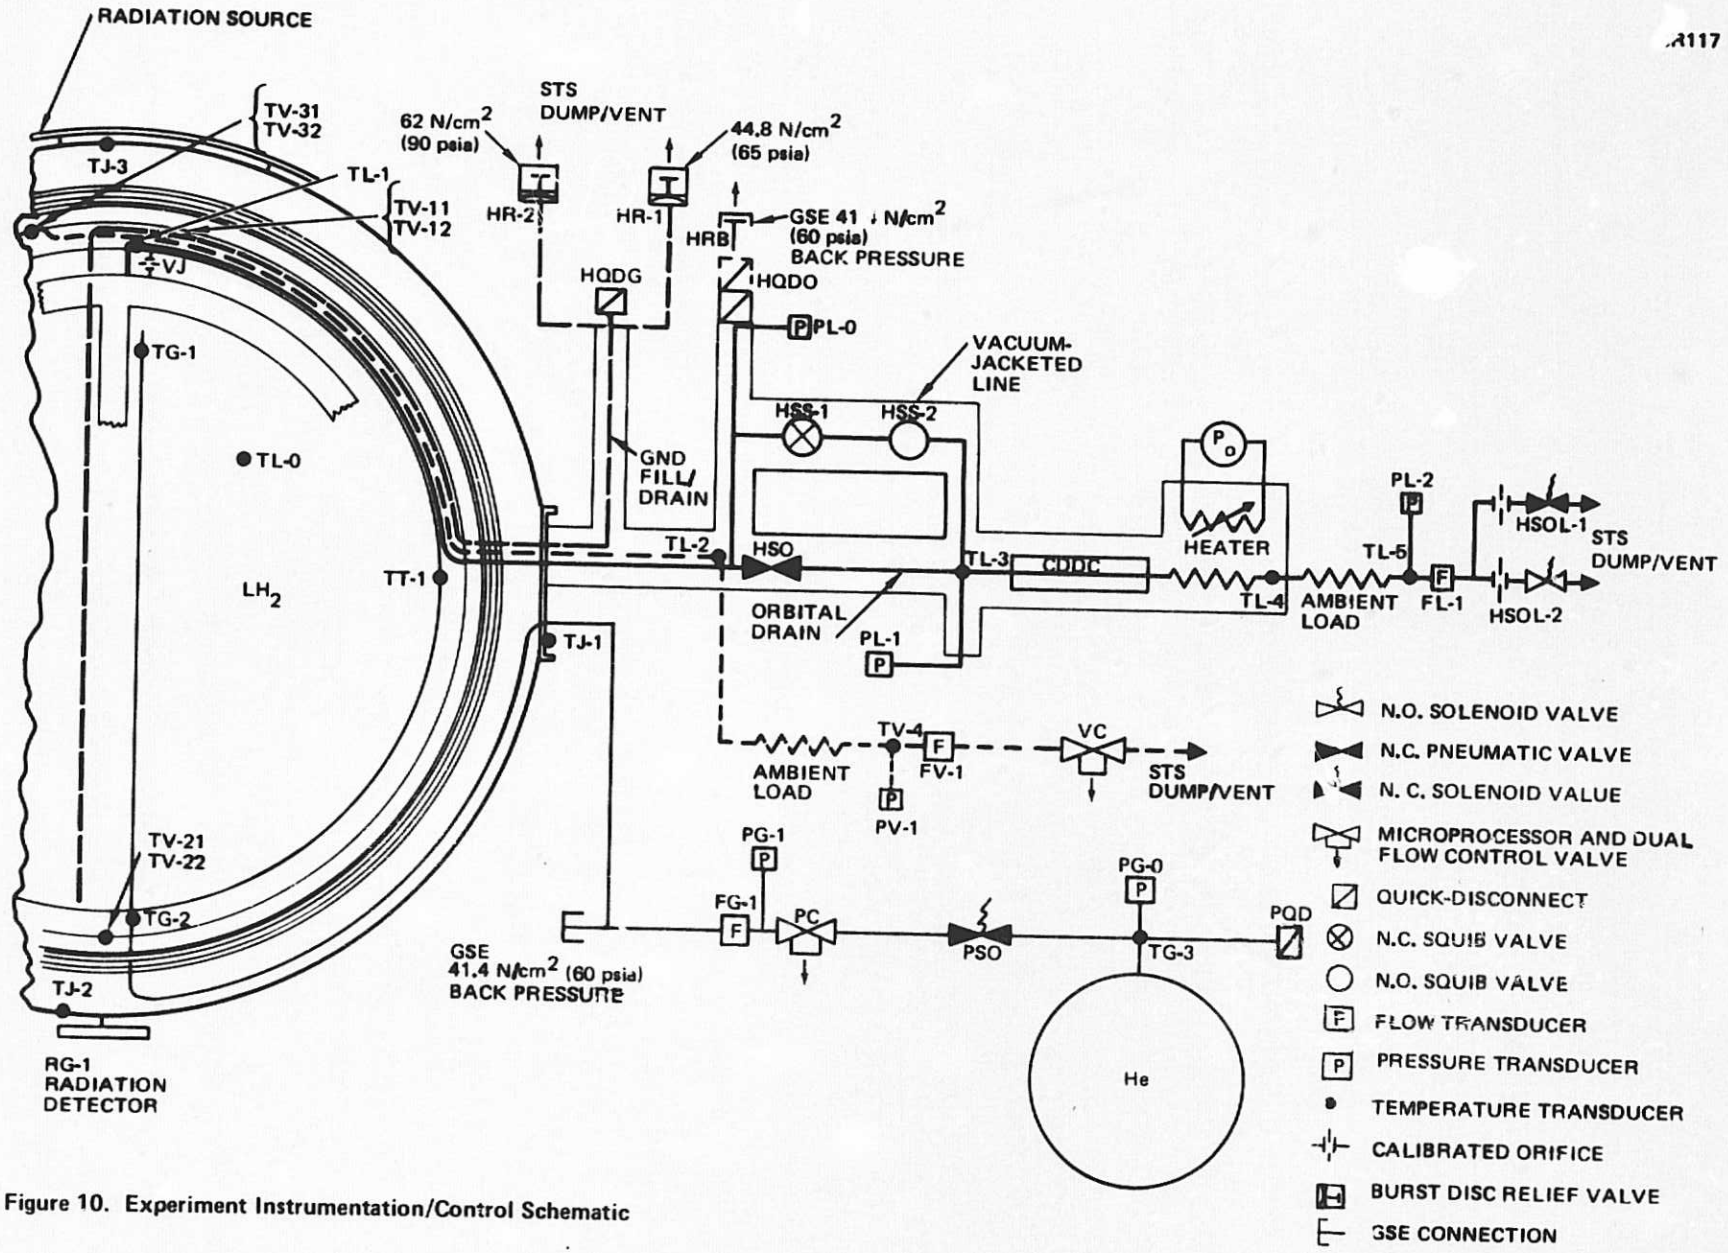 RADIATION SOURCE
R117
TV-31
TV-32
TJ-3
TL-1
TV-11
TV-12
VJ
TG-1
TL-0
LH2
TT-1
TV-21
TV-22
TG-2
TJ-2
RG-1
RADIATION
DETECTOR
STS
DUMP/VENT
62 N/cm2
(90 psia)
44.8 N/cm2
(65 psia)
HR-2
HR-1
HRB
GSE 41 N/cm2
(60 psia)
BACK PRESSURE
HQDG
HQDO
P PL-0
VACUUM-
JACKETED
LINE
HSS-1
HSS-2
GND
FILL/
DRAIN
TL-2
HSO
TL-3
CDDC
P0
HEATER
TL-4
AMBIENT
LOAD
PL-2
P
TL-5
F
FL-1
HSOL-1
STS
DUMP/VENT
HSOL-2
ORBITAL
DRAIN
PL-1
P
TJ-1
TV-4
F
FV-1
VC
AMBIENT
LOAD
P
PV-1
STS
DUMP/VENT
PG-1
P
FG-1
F
PC
PSO
PG-0
P
TG-3
PQD
He
GSE
41.4 N/cm2 (60 psia)
BACK PRESSURE
N.O. SOLENOID VALVE
N.C. PNEUMATIC VALVE
N. C. SOLENOID VALUE
MICROPROCESSOR AND DUAL
FLOW CONTROL VALVE
QUICK-DISCONNECT
N.C. SQUIB VALVE
N.O. SQUIB VALVE
F FLOW TRANSDUCER
P PRESSURE TRANSDUCER
TEMPERATURE TRANSDUCER
CALIBRATED ORIFICE
BURST DISC RELIEF VALVE
GSE CONNECTION
Figure 10. Experiment Instrumentation/Control Schematic